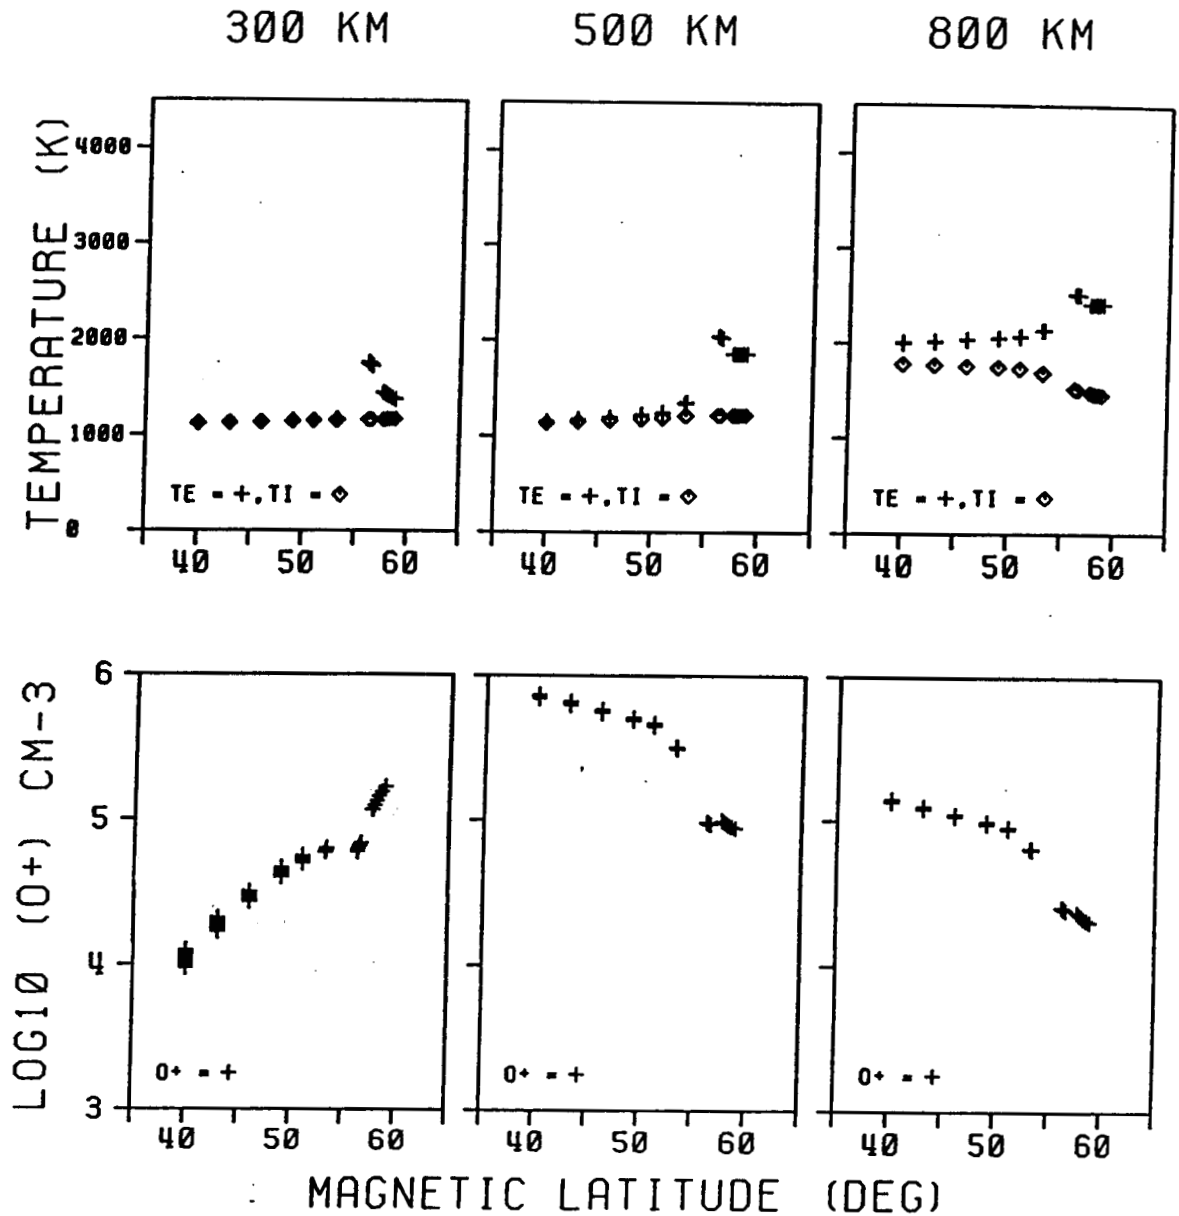 300 KM 500 KM 800 KM
TEMPERATURE (K)
4000
3000
2000
1000
0
TE = +,TI = ◇
TE = +,TI = ◇
TE = +,TI = ◇
40 50 60
40 50 60
40 50 60
LOG10 (O+) CM-3
6
5
4
3
O+ = +
O+ = +
O+ = +
40 50 60
40 50 60
40 50 60
MAGNETIC LATITUDE (DEG)